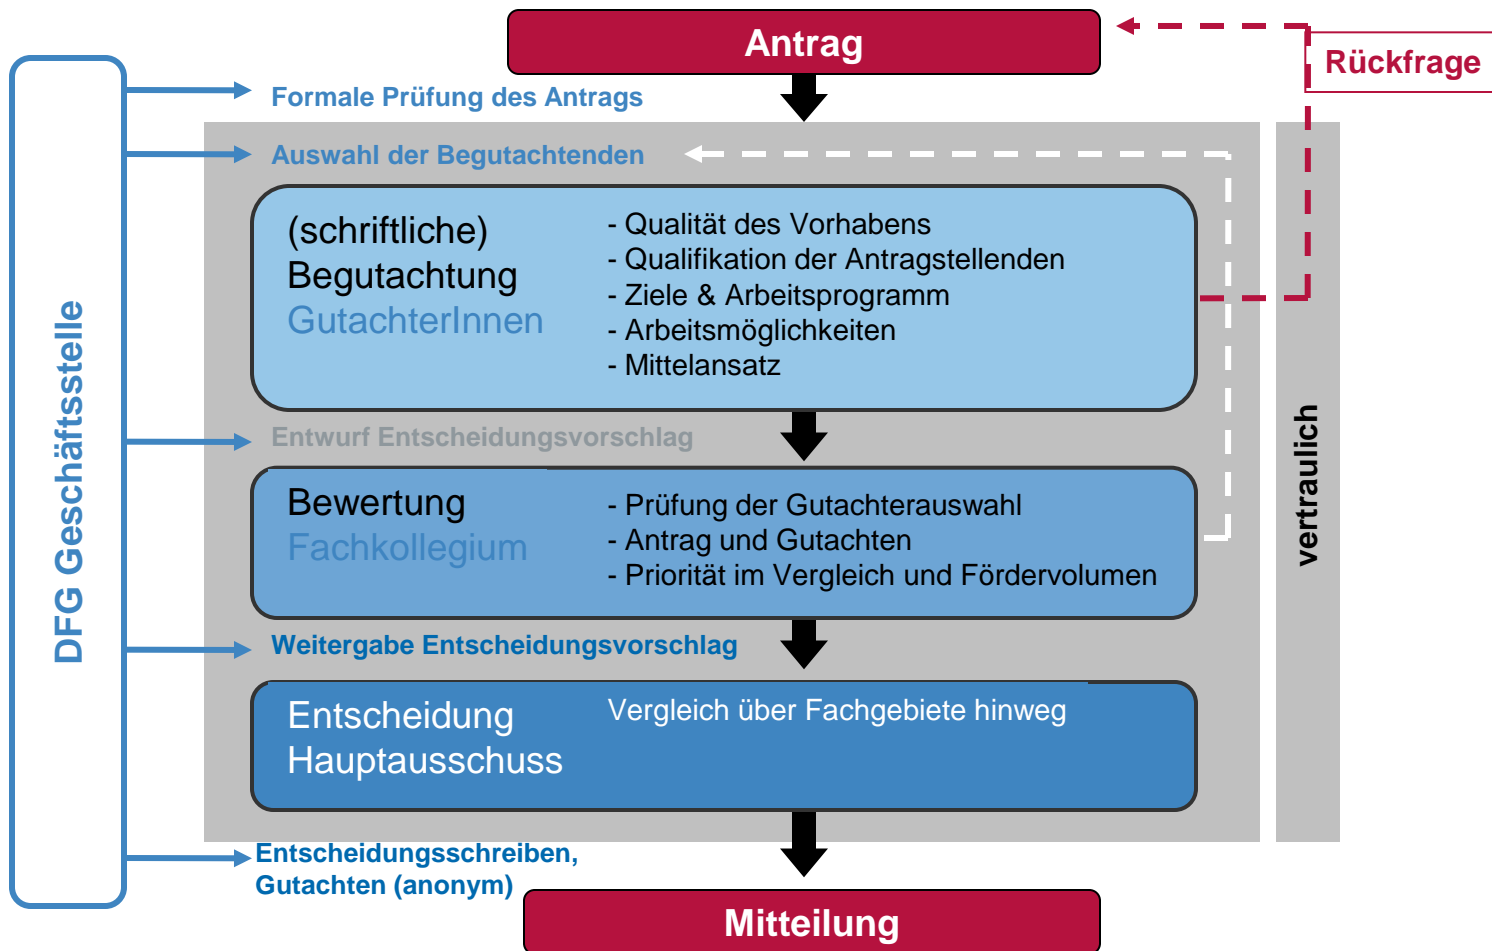 Antrag
Rückfrage
DFG Geschäftsstelle
Formale Prüfung des Antrags
Auswahl der Begutachtenden
(schriftliche)
Begutachtung
GutachterInnen
- Qualität des Vorhabens
- Qualifikation der Antragstellenden
- Ziele & Arbeitsprogramm
- Arbeitsmöglichkeiten
- Mittelansatz
vertraulich
Entwurf Entscheidungsvorschlag
Bewertung
Fachkollegium
- Prüfung der Gutachterauswahl
- Antrag und Gutachten
- Priorität im Vergleich und Fördervolumen
Weitergabe Entscheidungsvorschlag
Entscheidung
Hauptausschuss
Vergleich über Fachgebiete hinweg
Entscheidungsschreiben,
Gutachten (anonym)
Mitteilung